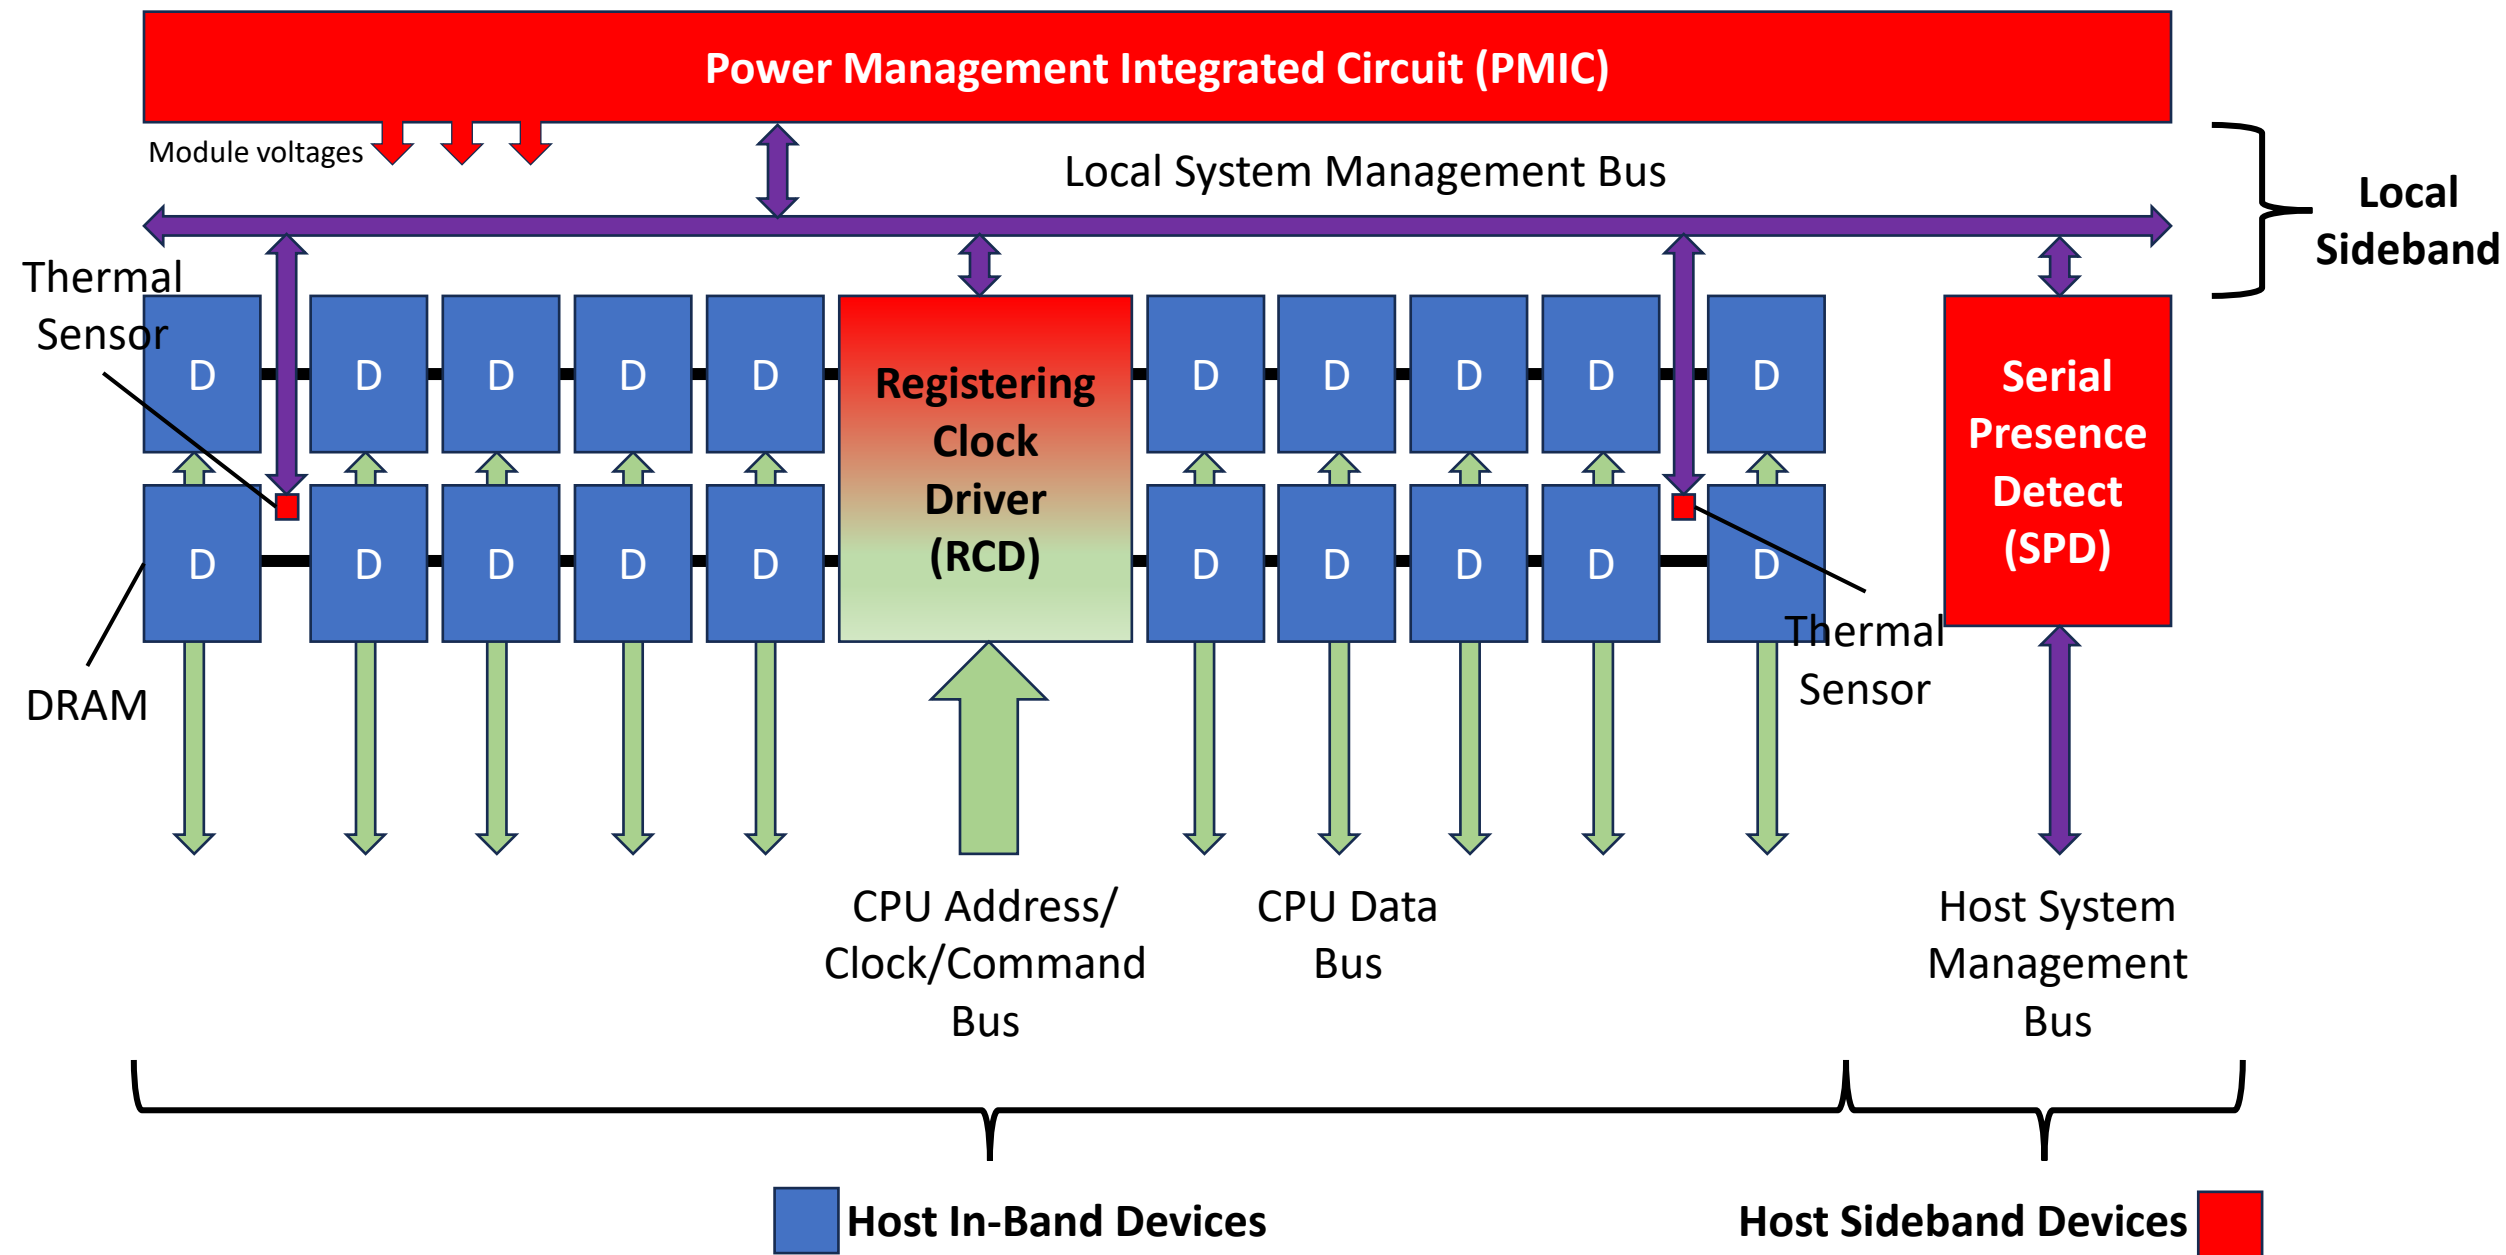 Power Management Integrated Circuit (PMIC)
Module voltages
Local System Management Bus
Local
Sideband
Thermal
Sensor
D D D D D D D D D D
Registering
Clock
Driver
(RCD)
Serial
Presence
Detect
(SPD)
D D D D D D D D D D
Thermal
Sensor
DRAM
CPU Address/
Clock/Command
Bus
CPU Data
Bus
Host System
Management
Bus
Host In-Band Devices
Host Sideband Devices